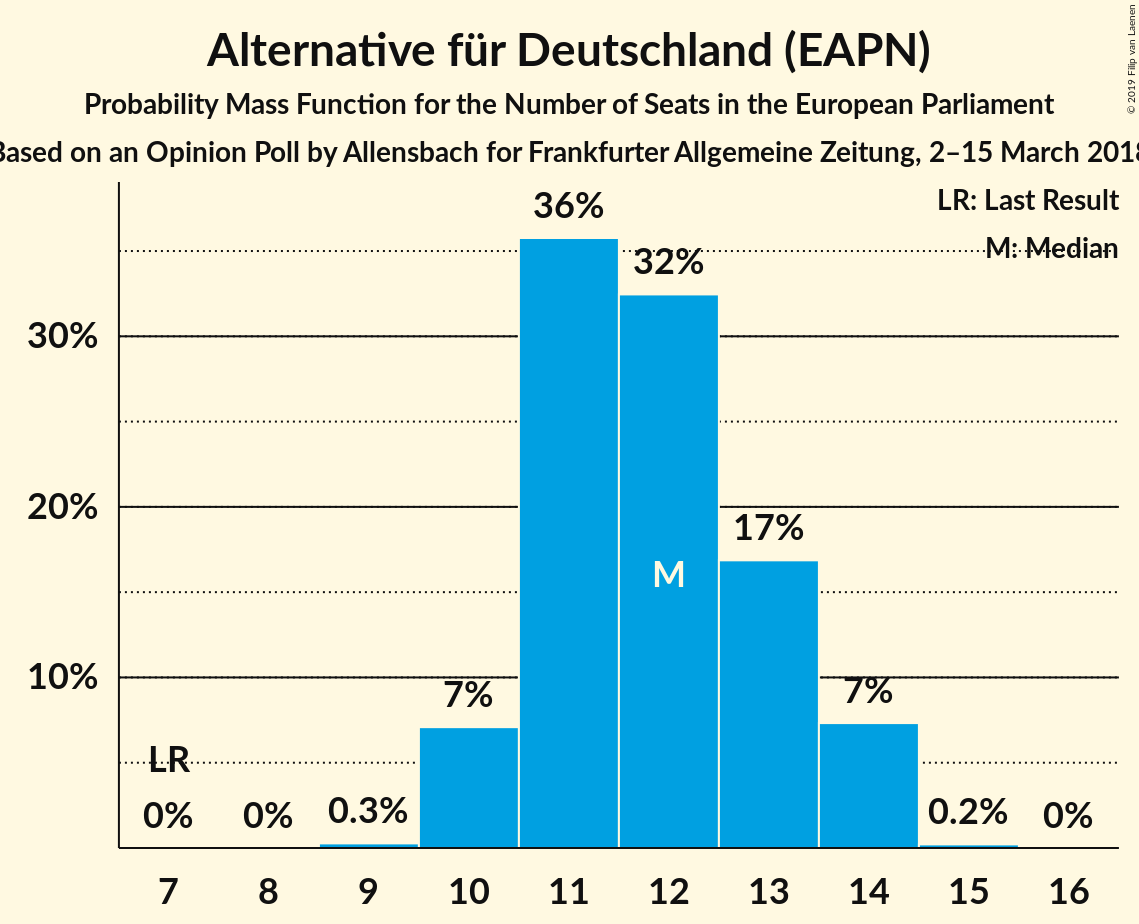 Alternative für Deutschland (EAPN)
Probability Mass Function for the Number of Seats in the European Parliament
Based on an Opinion Poll by Allensbach for Frankfurter Allgemeine Zeitung, 2–15 March 2018
© 2019 Filip van Laenen
LR: Last Result
M: Median
36%
32%
30%
20%
17%
M
10%
7%
7%
LR
0%
0%
0.3%
0.2%
0%
7 8 9 10 11 12 13 14 15 16